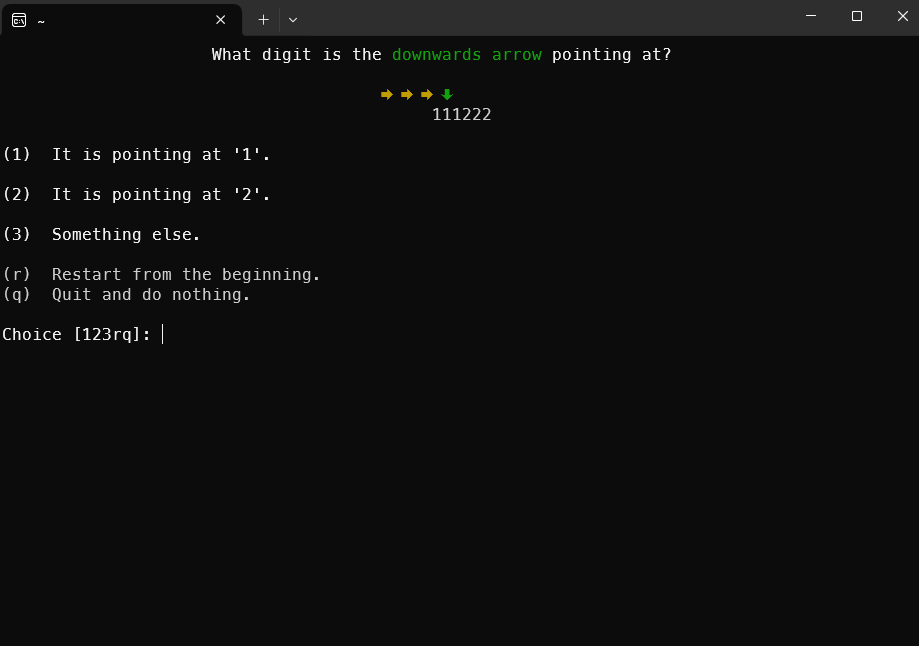 ~
What digit is the downwards arrow pointing at?
🡆 🡆 🡆 🡇
111222
(1)  It is pointing at '1'.
(2)  It is pointing at '2'.
(3)  Something else.
(r)  Restart from the beginning.
(q)  Quit and do nothing.
Choice [123rq]: